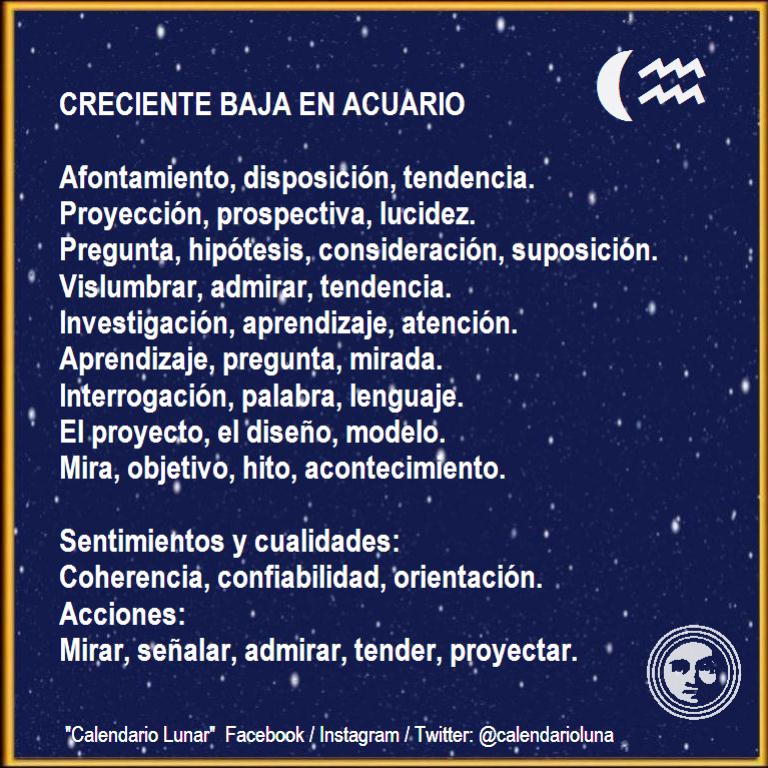 CRECIENTE BAJA EN ACUARIO
Afontamiento, disposición, tendencia.
Proyección, prospectiva, lucidez.
Pregunta, hipótesis, consideración, suposición.
Vislumbrar, admirar, tendencia.
Investigación, aprendizaje, atención.
Aprendizaje, pregunta, mirada.
Interrogación, palabra, lenguaje.
El proyecto, el diseño, modelo.
Mira, objetivo, hito, acontecimiento.
Sentimientos y cualidades:
Coherencia, confiabilidad, orientación.
Acciones:
Mirar, señalar, admirar, tender, proyectar.
"Calendario Lunar" Facebook / Instagram / Twitter: @calendarioluna